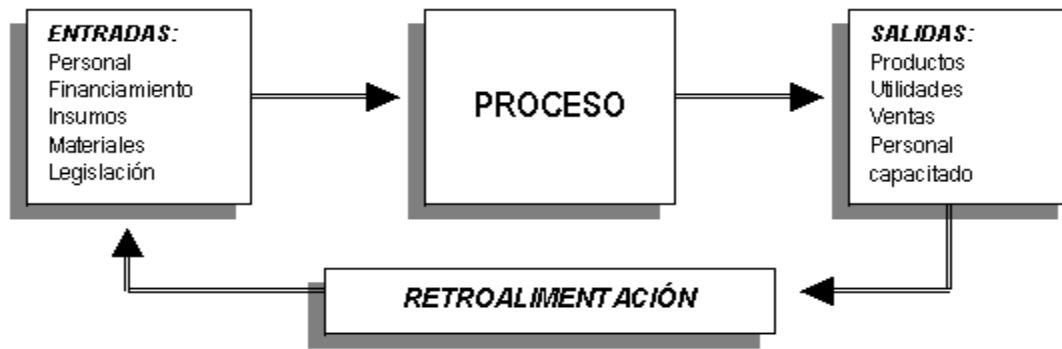 ENTRADAS:
Personal
Financiamiento
Insumos
Materiales
Legislación
PROCESO
SALIDAS:
Productos
Utilidades
Ventas
Personal
capacitado
RETROALIMENTACIÓN